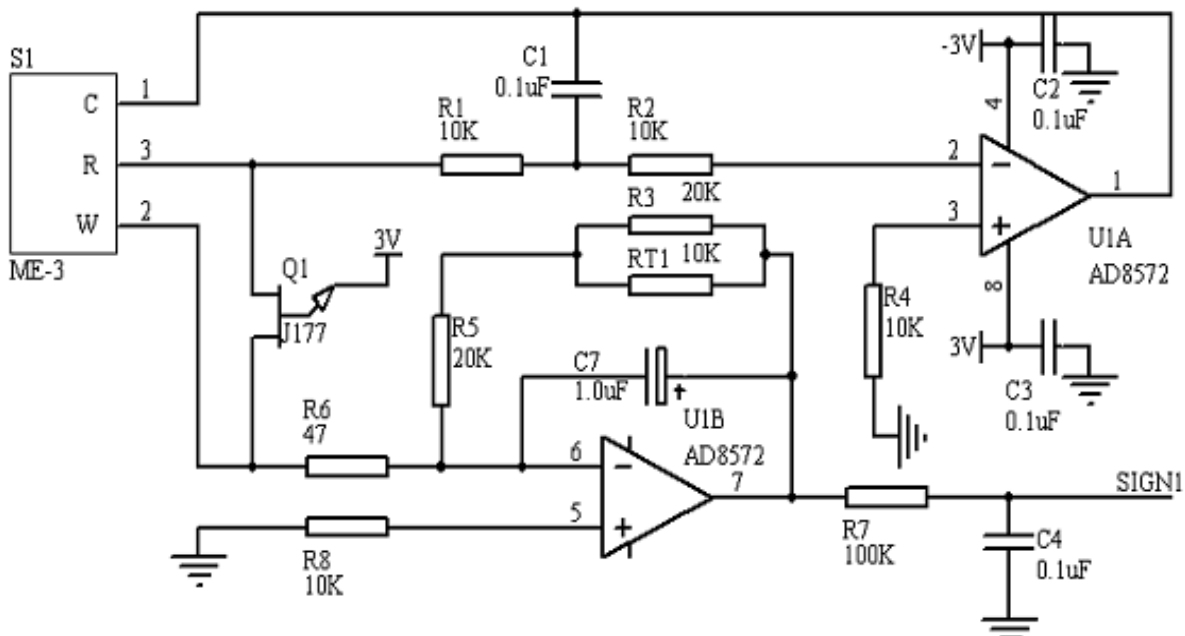 S1
C
1
R
3
W
2
ME-3
C1
0.1uF
R1
10K
R2
10K
-3V
4
C2
0.1uF
2
3
1
U1A
AD8572
8
3V
C3
0.1uF
R4
10K
20K
R3
10K
RT1
3V
Q1
J177
R5
20K
C7
1.0uF
U1B
AD8572
R6
47
6
5
7
R8
10K
R7
100K
SIGN1
C4
0.1uF